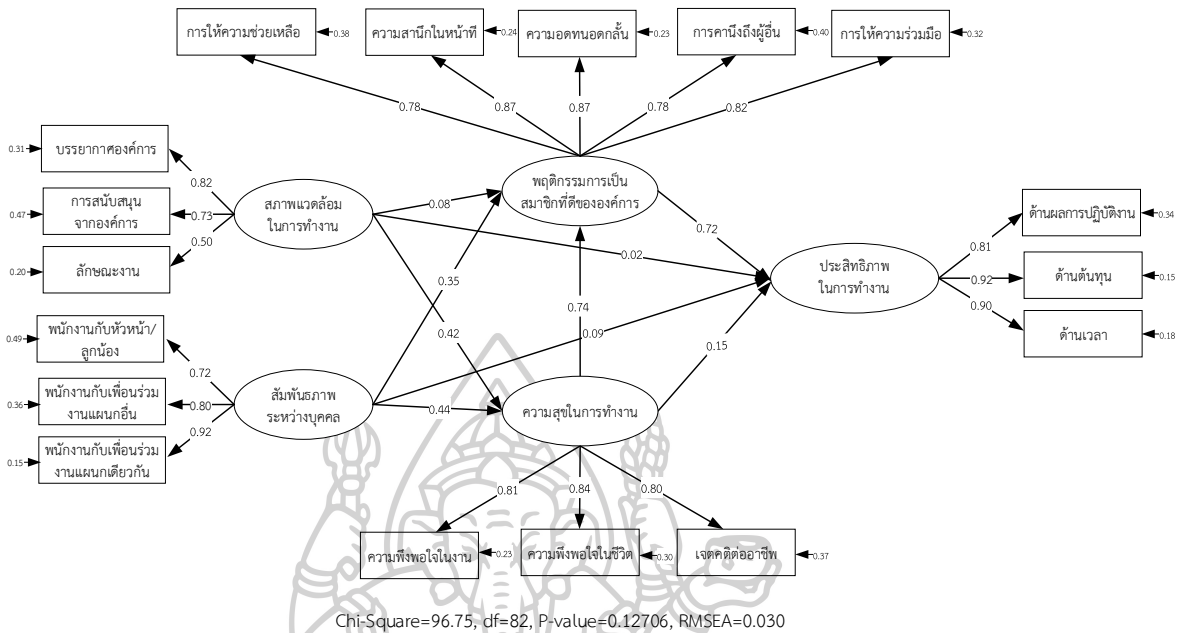 การให้ความช่วยเหลือ
0.38
ความสานึกในหน้าที่
0.24
ความอดทนอดกลั้น
0.23
การคานึงถึงผู้อื่น
0.40
การให้ความร่วมมือ
0.32
0.78
0.87
0.87
0.78
0.82
0.31
บรรยากาศองค์การ
0.47
การสนับสนุน
จากองค์การ
0.20
ลักษณะงาน
0.82
0.73
0.50
สภาพแวดล้อม
ในการทำงาน
พฤติกรรมการเป็น
สมาชิกที่ดีขององค์การ
0.08
0.02
0.35
0.42
0.72
0.74
0.09
0.15
0.44
ประสิทธิภาพ
ในการทำงาน
0.81
0.92
0.90
ด้านผลการปฏิบัติงาน
0.34
ด้านต้นทุน
0.15
ด้านเวลา
0.18
0.49
พนักงานกับหัวหน้า/
ลูกน้อง
0.36
พนักงานกับเพื่อนร่วม
งานแผนกอื่น
0.15
พนักงานกับเพื่อนร่วม
งานแผนกเดียวกัน
0.72
0.80
0.92
สัมพันธภาพ
ระหว่างบุคคล
ความสุขในการทำงาน
0.81
0.84
0.80
ความพึงพอใจในงาน
0.23
ความพึงพอใจในชีวิต
0.30
เจตคติต่ออาชีพ
0.37
Chi-Square=96.75, df=82, P-value=0.12706, RMSEA=0.030